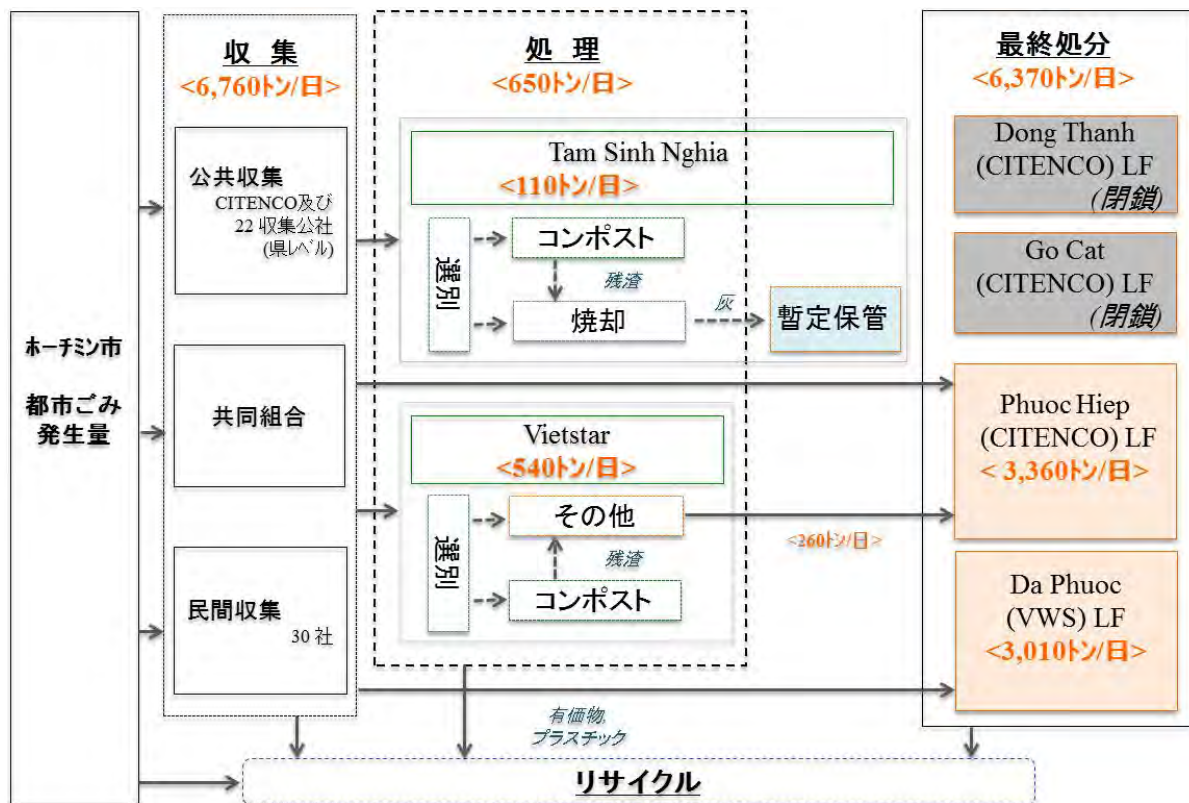 ホーチミン市
都市ごみ
発生量
収 集
<6,760トン/日>
公共収集
CITENCO及び
22 収集公社
(県レベル)
共同組合
民間収集
30 社
処 理
<650トン/日>
Tam Sinh Nghia
<110トン/日>
選別
コンポスト
残渣
焼却
灰
暫定保管
Vietstar
<540トン/日>
選別
その他
残渣
コンポスト
<260トン/日>
有価物,
プラスチック
最終処分
<6,370トン/日>
Dong Thanh
(CITENCO) LF
(閉鎖)
Go Cat
(CITENCO) LF
(閉鎖)
Phuoc Hiep
(CITENCO) LF
< 3,360トン/日>
Da Phuoc
(VWS) LF
<3,010トン/日>
リサイクル